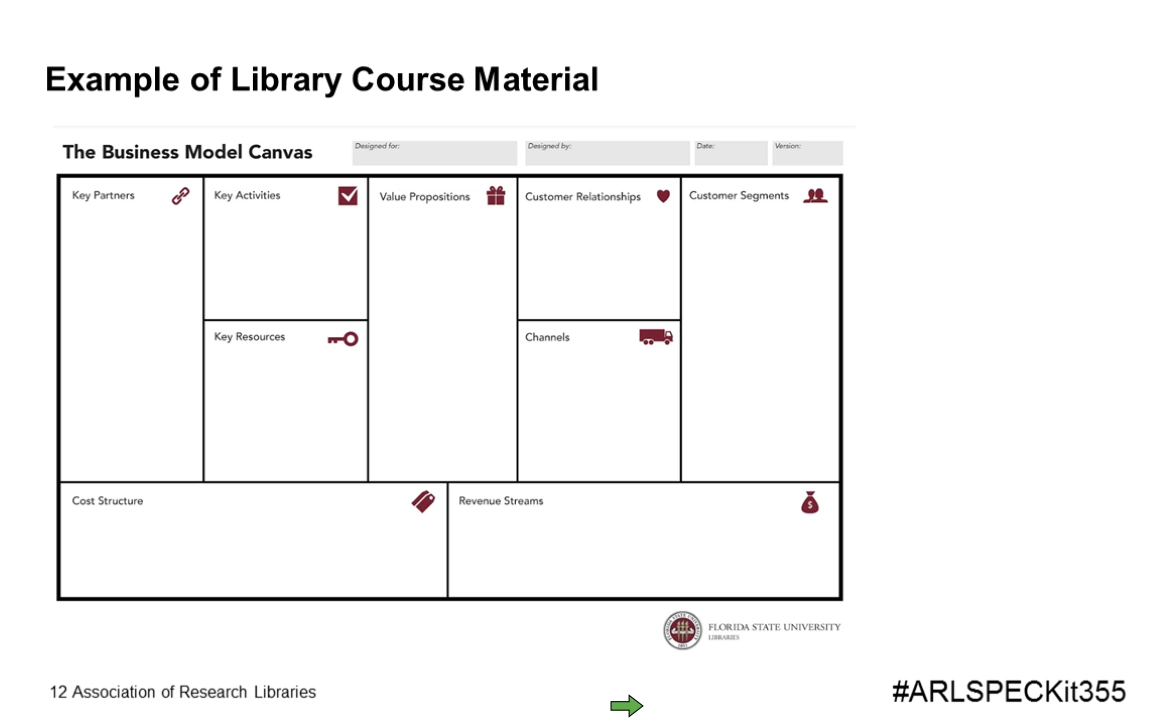 Example of Library Course Material
The Business Model Canvas
Designed for:
Designed by:
Date:
Version:
Key Partners
Key Activities
Value Propositions
Customer Relationships
Customer Segments
Key Resources
Channels
Cost Structure
Revenue Streams
$
FLORIDA STATE UNIVERSITY
LIBRARIES
12 Association of Research Libraries
#ARLSPECKit355